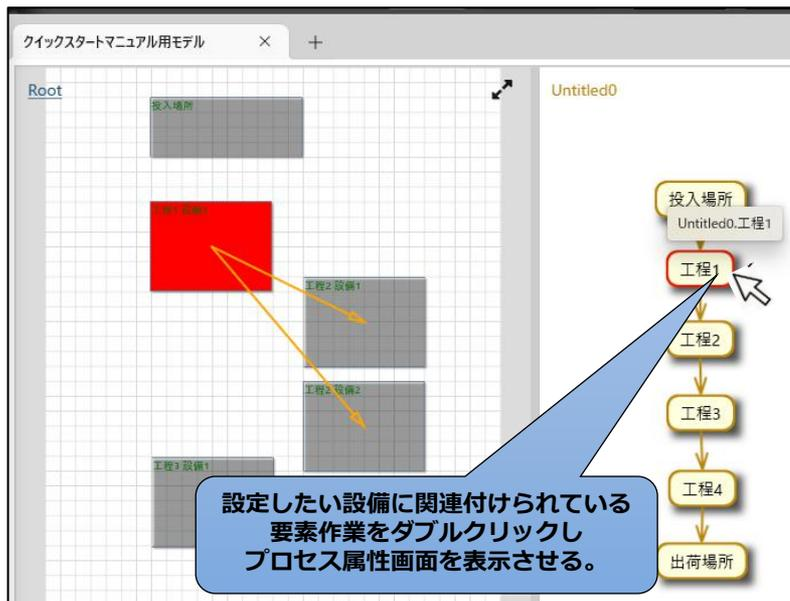 クイックスタートマニュアル用モデル × +
Root
投入場所
工程1 設備1
工程2 設備1
工程2 設備2
工程3 設備1
Untitled0
投入場所
Untitled0.工程1
工程1
工程2
工程3
工程4
出荷場所
設定したい設備に関連付けられている
要素作業をダブルクリックし
プロセス属性画面を表示させる。